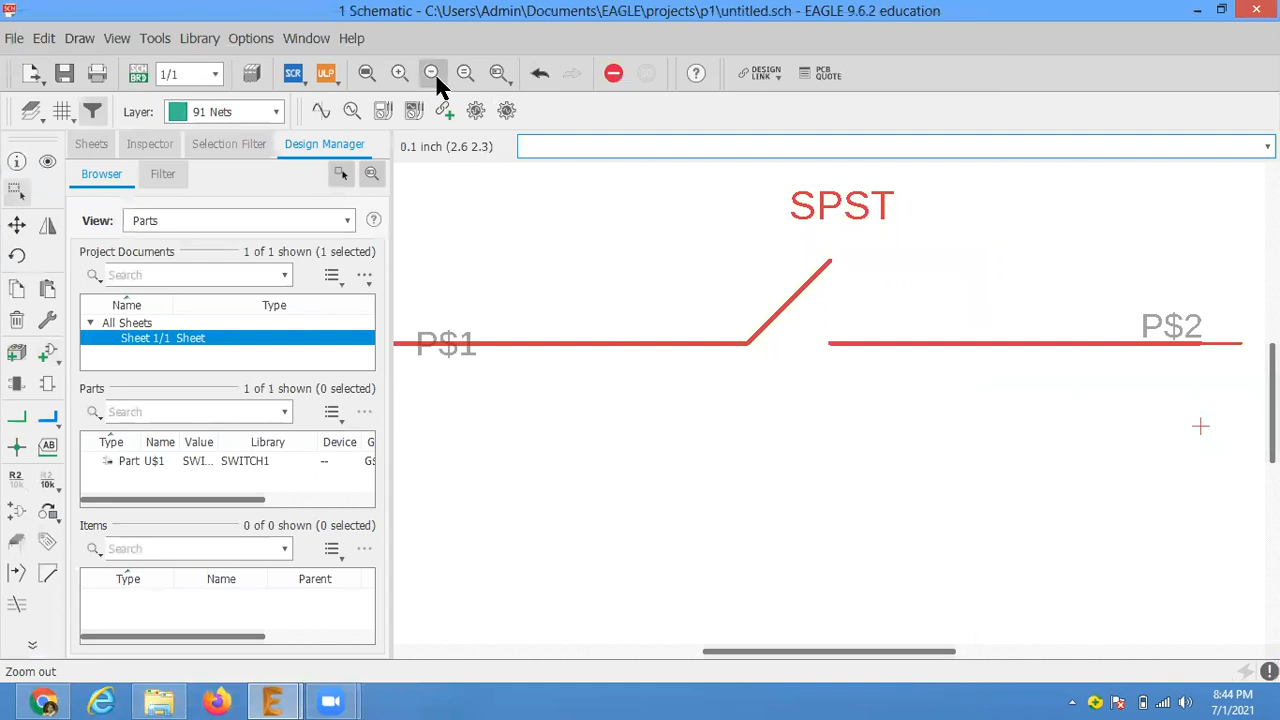 1 Schematic - C:\Users\Admin\Documents\EAGLE\projects\p1\untitled.sch - EAGLE 9.6.2 education
File Edit Draw View Tools Library Options Window Help
SCH BRD 1/1 SCR ULP DESIGN LINK PCB QUOTE
Layer: 91 Nets
Sheets Inspector Selection Filter Design Manager
0.1 inch (2.6 2.3)
Browser Filter
View: Parts
Project Documents 1 of 1 shown (1 selected)
Search
Name Type
All Sheets
Sheet 1/1 Sheet
Parts 1 of 1 shown (0 selected)
Search
Type Name Value Library Device G
Part U$1 SWI... SWITCH1 -- G
Items 0 of 0 shown (0 selected)
Search
Type Name Parent
SPST
P$1
P$2
R2 R2
10k 10k
AB
Zoom out
8:44 PM
7/1/2021